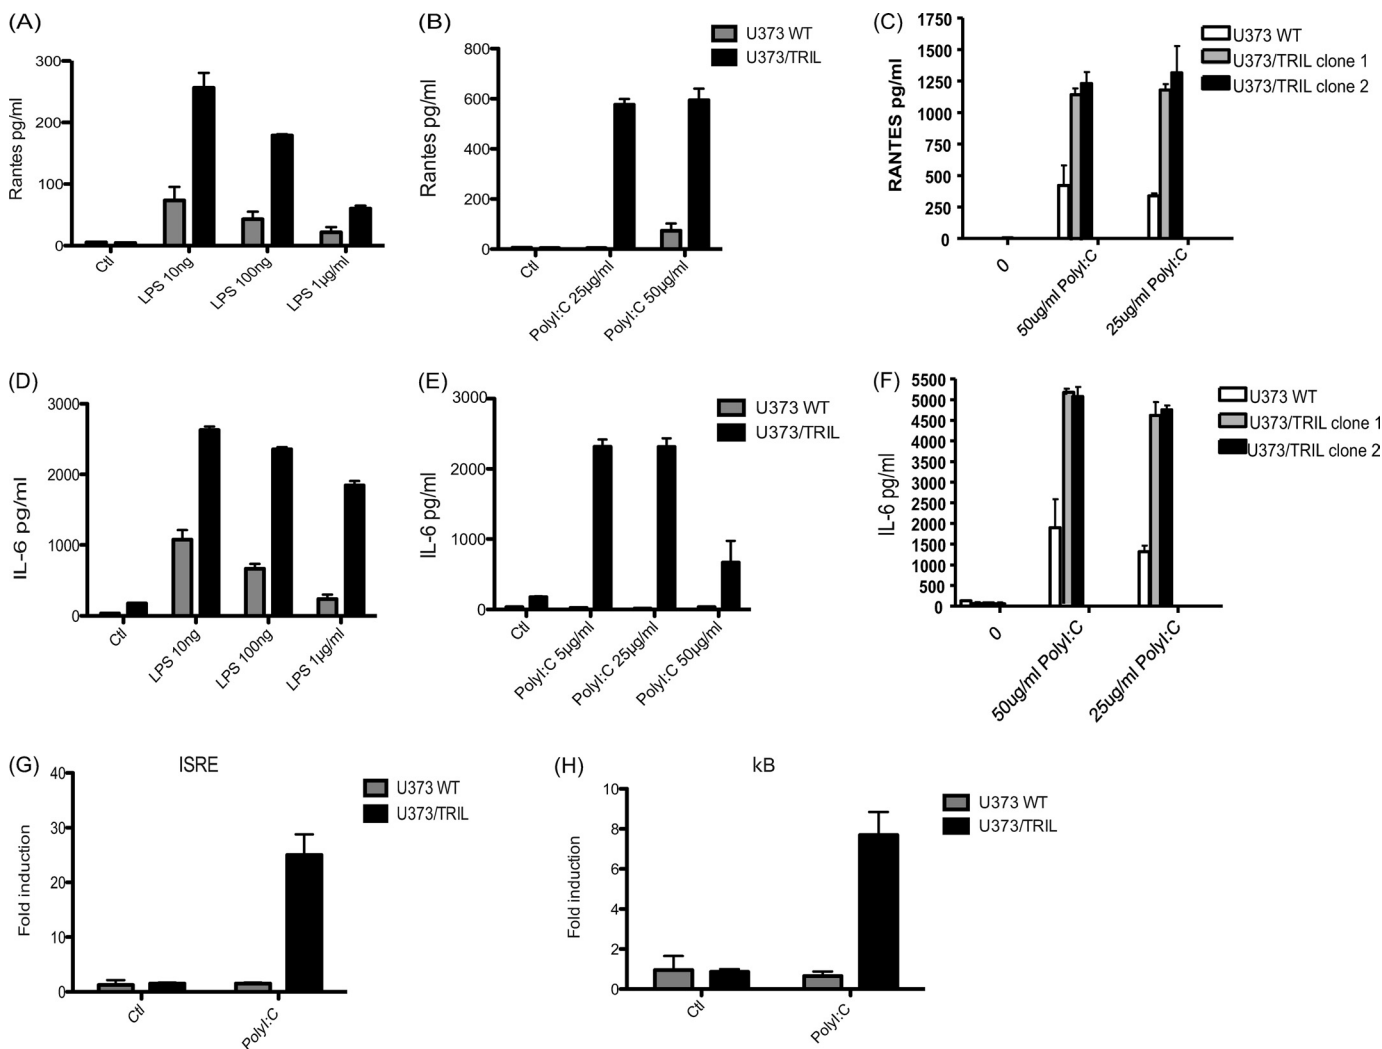 (A)
Rantes pg/ml
300
200
100
0
Ctl
LPS 10ng
LPS 100ng
LPS 1µg/ml
(B)
U373 WT
U373/TRIL
Rantes pg/ml
800
600
400
200
0
Ctl
PolyI:C 25µg/ml
PolyI:C 50µg/ml
(C)
U373 WT
U373/TRIL clone 1
U373/TRIL clone 2
RANTES pg/ml
1750
1500
1250
1000
750
500
250
0
0
50ug/ml PolyI:C
25ug/ml PolyI:C
(D)
U373 WT
U373/TRIL
IL-6 pg/ml
3000
2000
1000
0
Ctl
LPS 10ng
LPS 100ng
LPS 1µg/ml
(E)
U373 WT
U373/TRIL
IL-6 pg/ml
3000
2000
1000
0
Ctl
PolyI:C 5µg/ml
PolyI:C 25µg/ml
PolyI:C 50µg/ml
(F)
U373 WT
U373/TRIL clone 1
U373/TRIL clone 2
IL-6 pg/ml
5500
5000
4500
4000
3500
3000
2500
2000
1500
1000
500
0
0
50ug/ml PolyI:C
25ug/ml PolyI:C
(G)
ISRE
U373 WT
U373/TRIL
Fold induction
40
30
20
10
0
Ctl
PolyI:C
(H)
kB
U373 WT
U373/TRIL
Fold induction
10
8
6
4
2
0
Ctl
PolyI:C